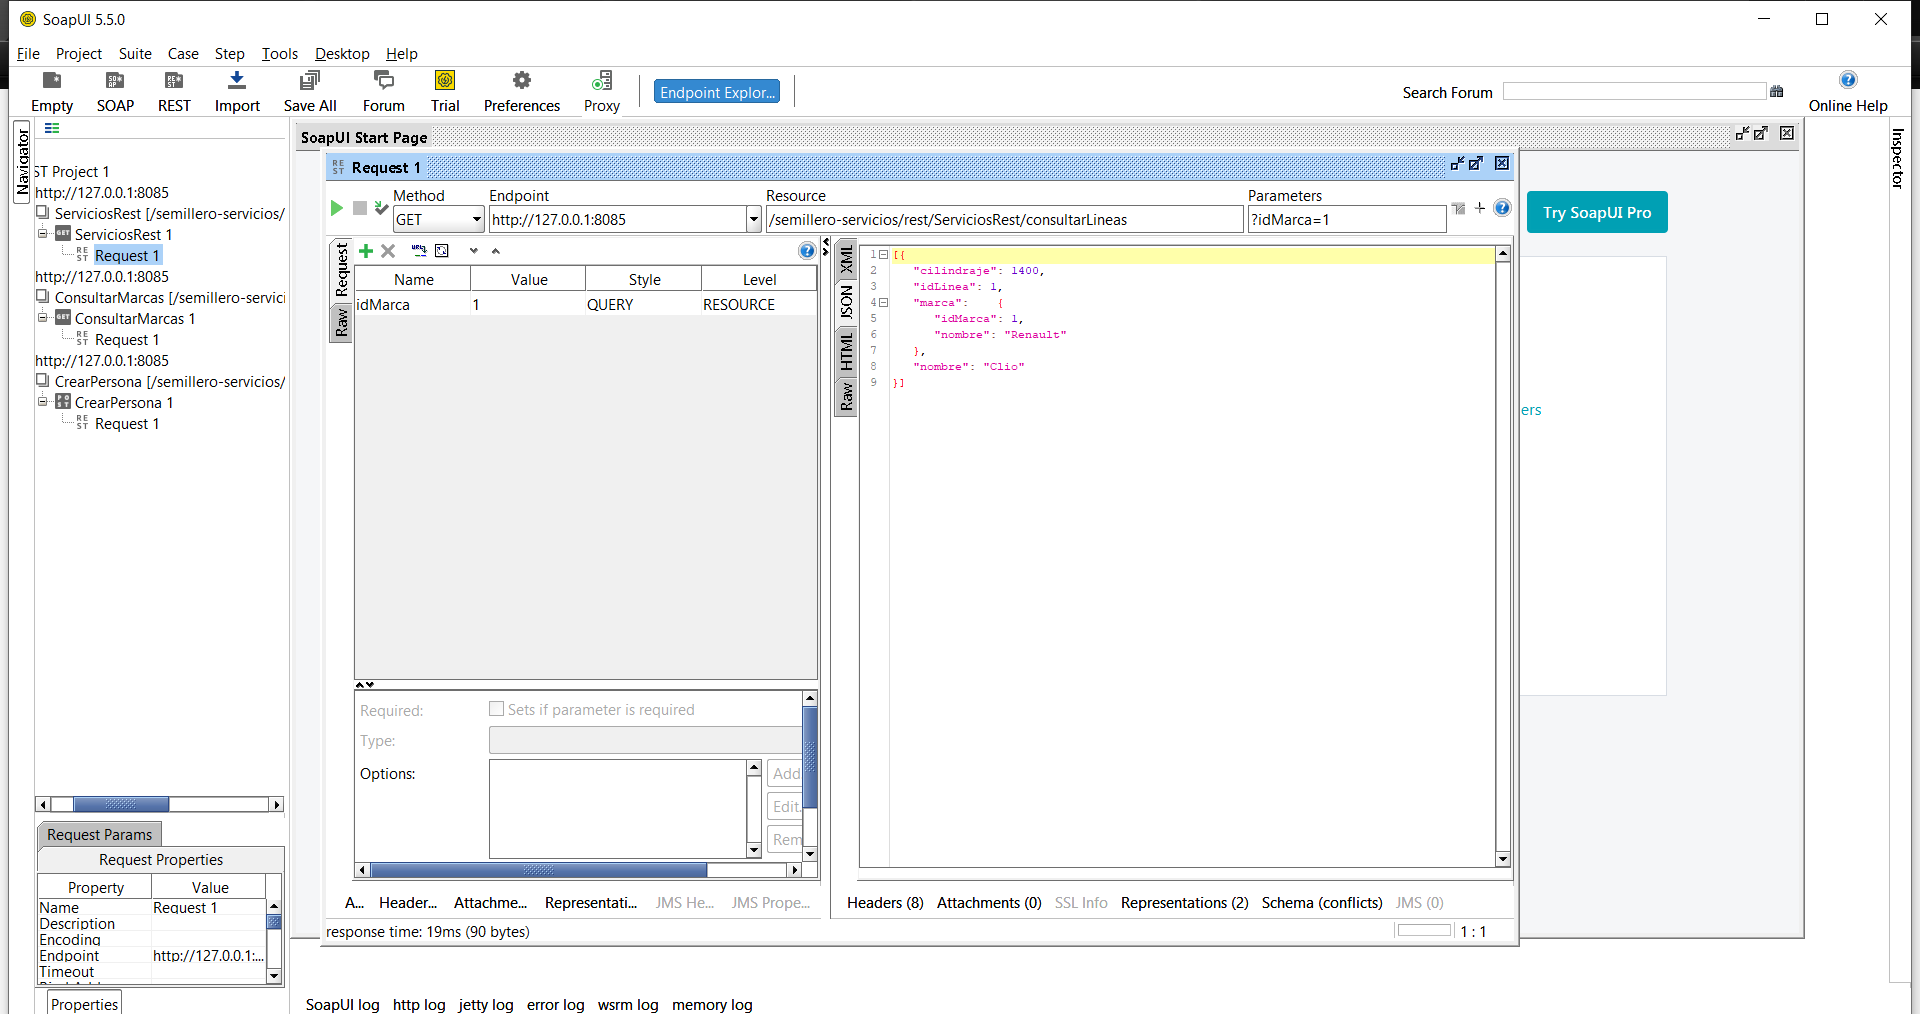 SoapUI 5.5.0
File Project Suite Case Step Tools Desktop Help
Empty SOAP REST Import Save All Forum Trial Preferences Proxy
Endpoint Explor...
Search Forum
Online Help
Navigator
ST Project 1
http://127.0.0.1:8085
ServiciosRest [/semillero-servicios/
ServiciosRest 1
Request 1
http://127.0.0.1:8085
ConsultarMarcas [/semillero-servici
ConsultarMarcas 1
Request 1
http://127.0.0.1:8085
CrearPersona [/semillero-servicios/
CrearPersona 1
Request 1
Request Params
Request Properties
Property Value
Name Request 1
Description
Encoding
Endpoint http://127.0.0.1:...
Timeout
Properties
SoapUI Start Page
Request 1
Method Endpoint Resource Parameters
GET http://127.0.0.1:8085 /semillero-servicios/rest/ServiciosRest/consultarLineas ?idMarca=1
Request
Raw
Name Value Style Level
idMarca 1 QUERY RESOURCE
Required: Sets if parameter is required
Type:
Options:
Add
Edit.
Rem
A... Header... Attachme... Representati... JMS He... JMS Prope...
response time: 19ms (90 bytes)
XML
JSON
HTML
Raw
1 [{
2 "cilindraje": 1400,
3 "idLinea": 1,
4 "marca": {
5 "idMarca": 1,
6 "nombre": "Renault"
7 },
8 "nombre": "Clio"
9 }]
Headers (8) Attachments (0) SSL Info Representations (2) Schema (conflicts) JMS (0)
1 : 1
Try SoapUI Pro
ers
Inspector
SoapUI log http log jetty log error log wsrm log memory log